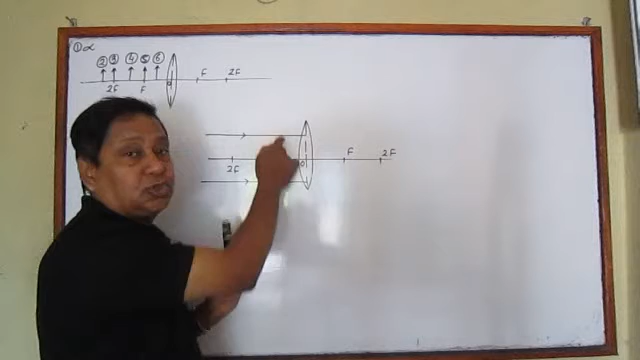 ① ∝
② ③ ④ ⑤ ⑥
2F F O F 2F
2F O F 2F